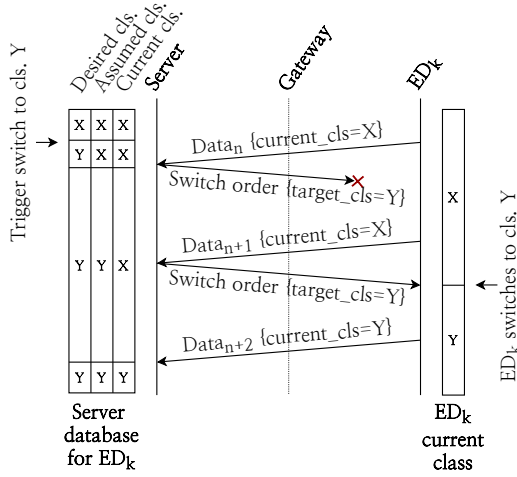 Desired cls.
Assumed cls.
Current cls.
Server
Gateway
EDk
Trigger switch to cls. Y
X X X
Y X X
Y Y X
Y Y Y
Datan {current_cls=X}
Switch order {target_cls=Y}
Datan+1 {current_cls=X}
Switch order {target_cls=Y}
Datan+2 {current_cls=Y}
X
Y
EDk switches to cls. Y
Server
database
for EDk
EDk
current
class